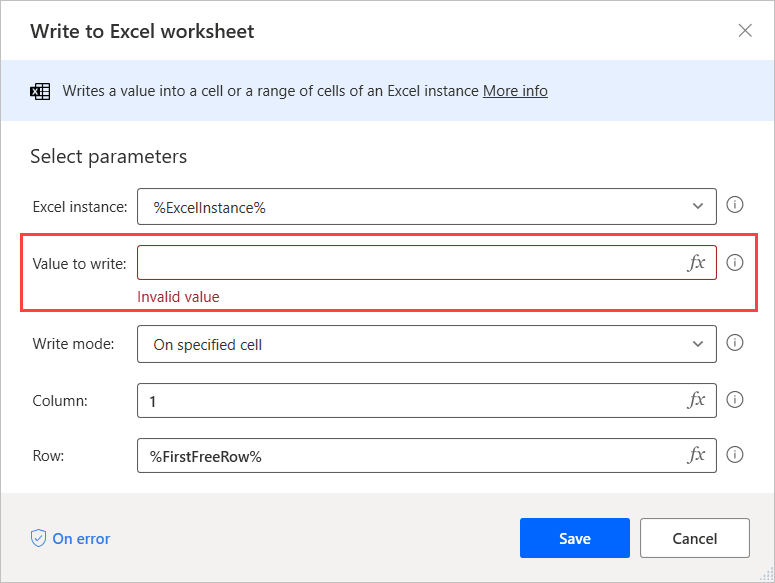 Write to Excel worksheet
Writes a value into a cell or a range of cells of an Excel instance More info
Select parameters
Excel instance: %ExcelInstance%
Value to write: fx
Invalid value
Write mode: On specified cell
Column: 1 fx
Row: %FirstFreeRow% fx
On error Save Cancel